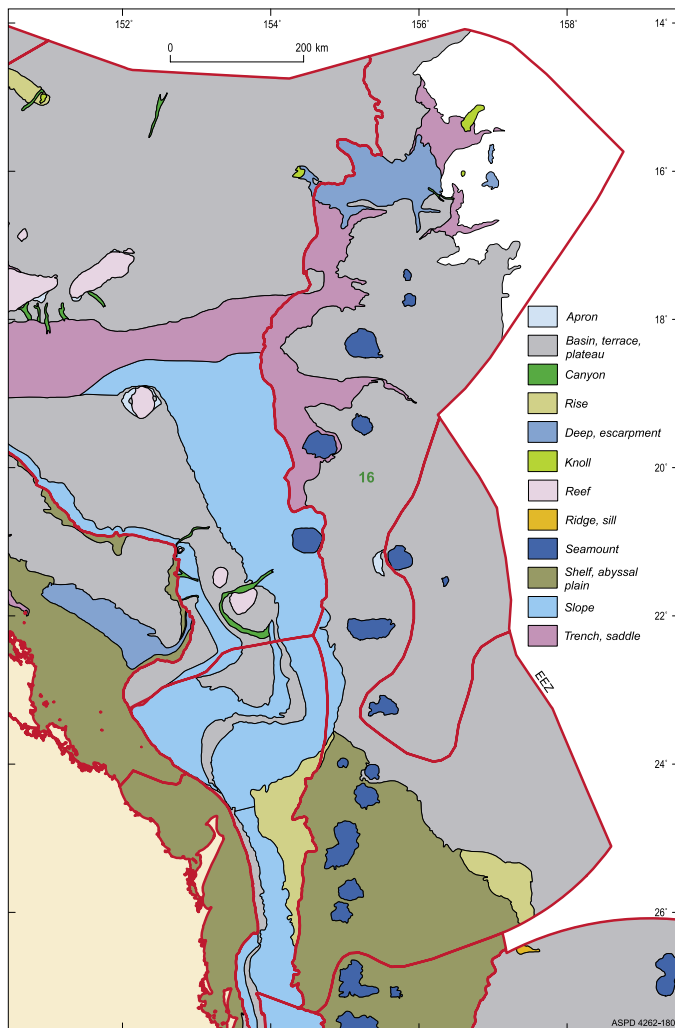 152˚ 154˚ 156˚ 158˚ 14˚
0 200 km
16˚
18˚
Apron
Basin, terrace,
plateau
Canyon
Rise
Deep, escarpment
Knoll
Reef
Ridge, sill
Seamount
Shelf, abyssal
plain
Slope
Trench, saddle
20˚
16
22˚
EEZ
24˚
26˚
ASPD 4262-180